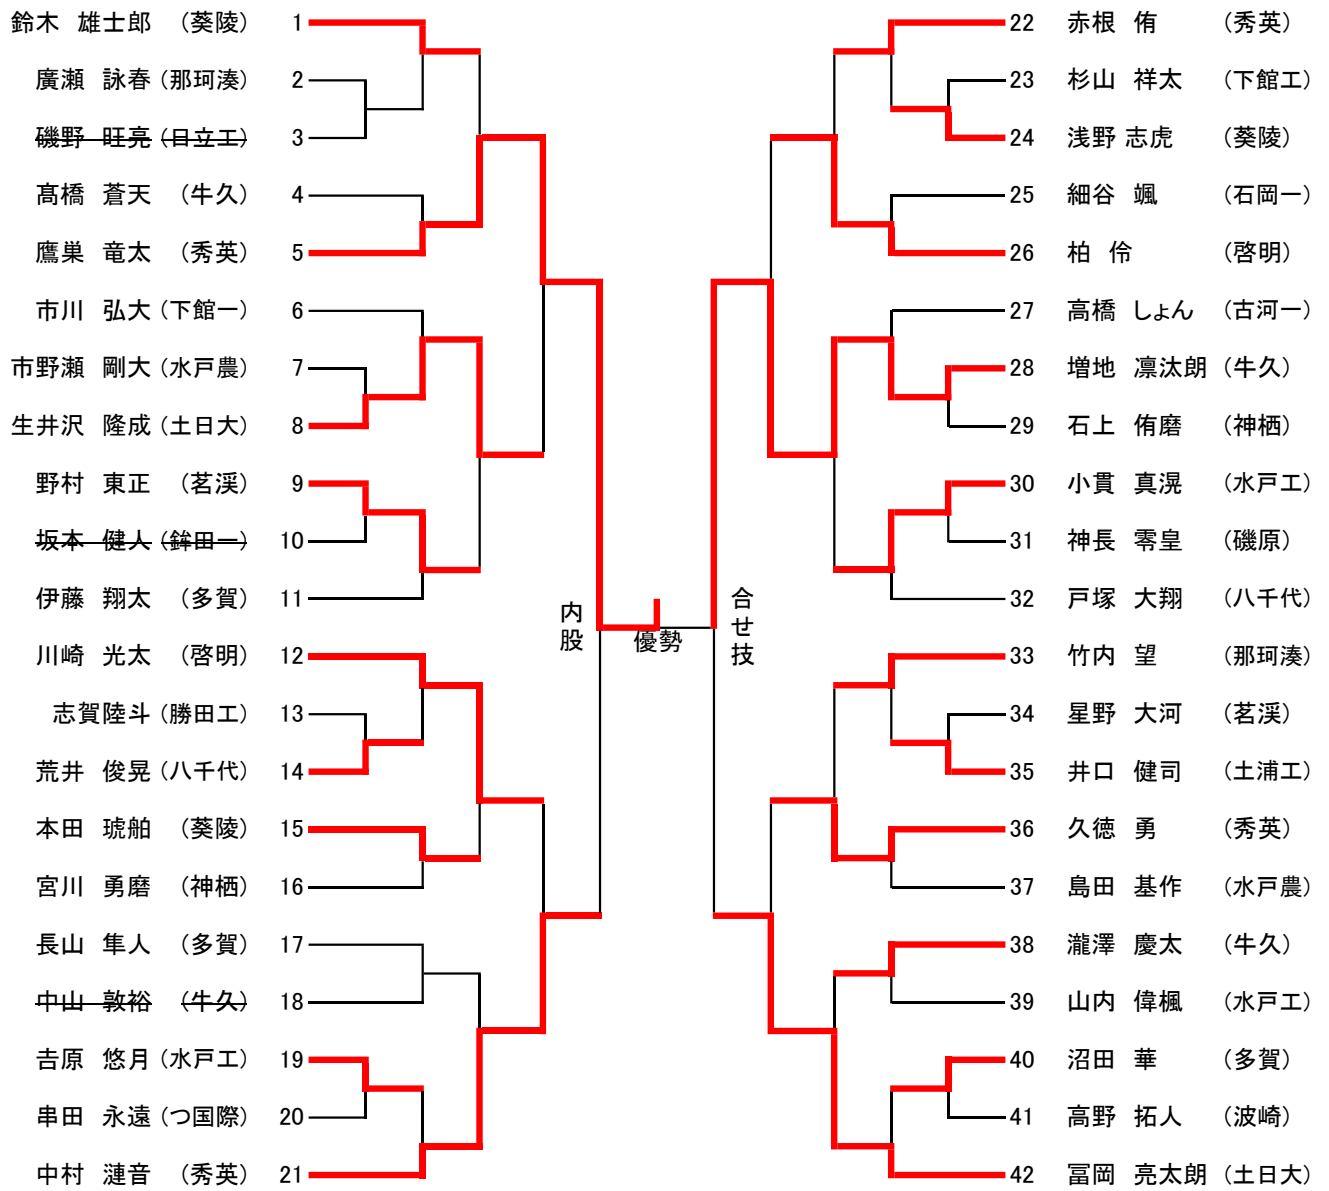 鈴木 雄士郎 (葵陵) 1
廣瀬 詠春 (那珂湊) 2
磯野 旺亮 (日立工) 3
髙橋 蒼天 (牛久) 4
鷹巣 竜太 (秀英) 5
市川 弘大 (下館一) 6
市野瀬 剛大 (水戸農) 7
生井沢 隆成 (土日大) 8
野村 東正 (茗渓) 9
坂本 健人 (鉾田一) 10
伊藤 翔太 (多賀) 11
川崎 光太 (啓明) 12
志賀陸斗 (勝田工) 13
荒井 俊晃 (八千代) 14
本田 琥舶 (葵陵) 15
宮川 勇磨 (神栖) 16
長山 隼人 (多賀) 17
中山 敦裕 (牛久) 18
吉原 悠月 (水戸工) 19
串田 永遠 (つ国際) 20
中村 漣音 (秀英) 21
内股
優勢
合せ技
22 赤根 侑 (秀英)
23 杉山 祥太 (下館工)
24 浅野 志虎 (葵陵)
25 細谷 颯 (石岡一)
26 柏 伶 (啓明)
27 高橋 しょん (古河一)
28 増地 凛汰朗 (牛久)
29 石上 侑磨 (神栖)
30 小貫 真滉 (水戸工)
31 神長 零皇 (磯原)
32 戸塚 大翔 (八千代)
33 竹内 望 (那珂湊)
34 星野 大河 (茗渓)
35 井口 健司 (土浦工)
36 久徳 勇 (秀英)
37 島田 基作 (水戸農)
38 瀧澤 慶太 (牛久)
39 山内 偉楓 (水戸工)
40 沼田 華 (多賀)
41 高野 拓人 (波崎)
42 冨岡 亮太朗 (土日大)